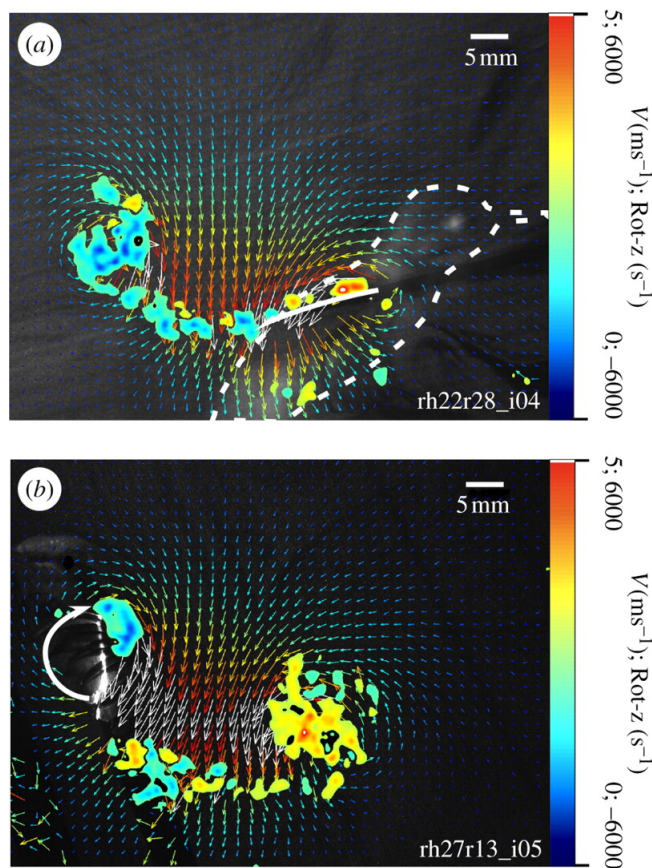 (a)
5 mm
5; 6000
V (ms⁻¹); Rot-z (s⁻¹)
0; –6000
rh22r28_i04
(b)
5 mm
5; 6000
V (ms⁻¹); Rot-z (s⁻¹)
0; –6000
rh27r13_i05